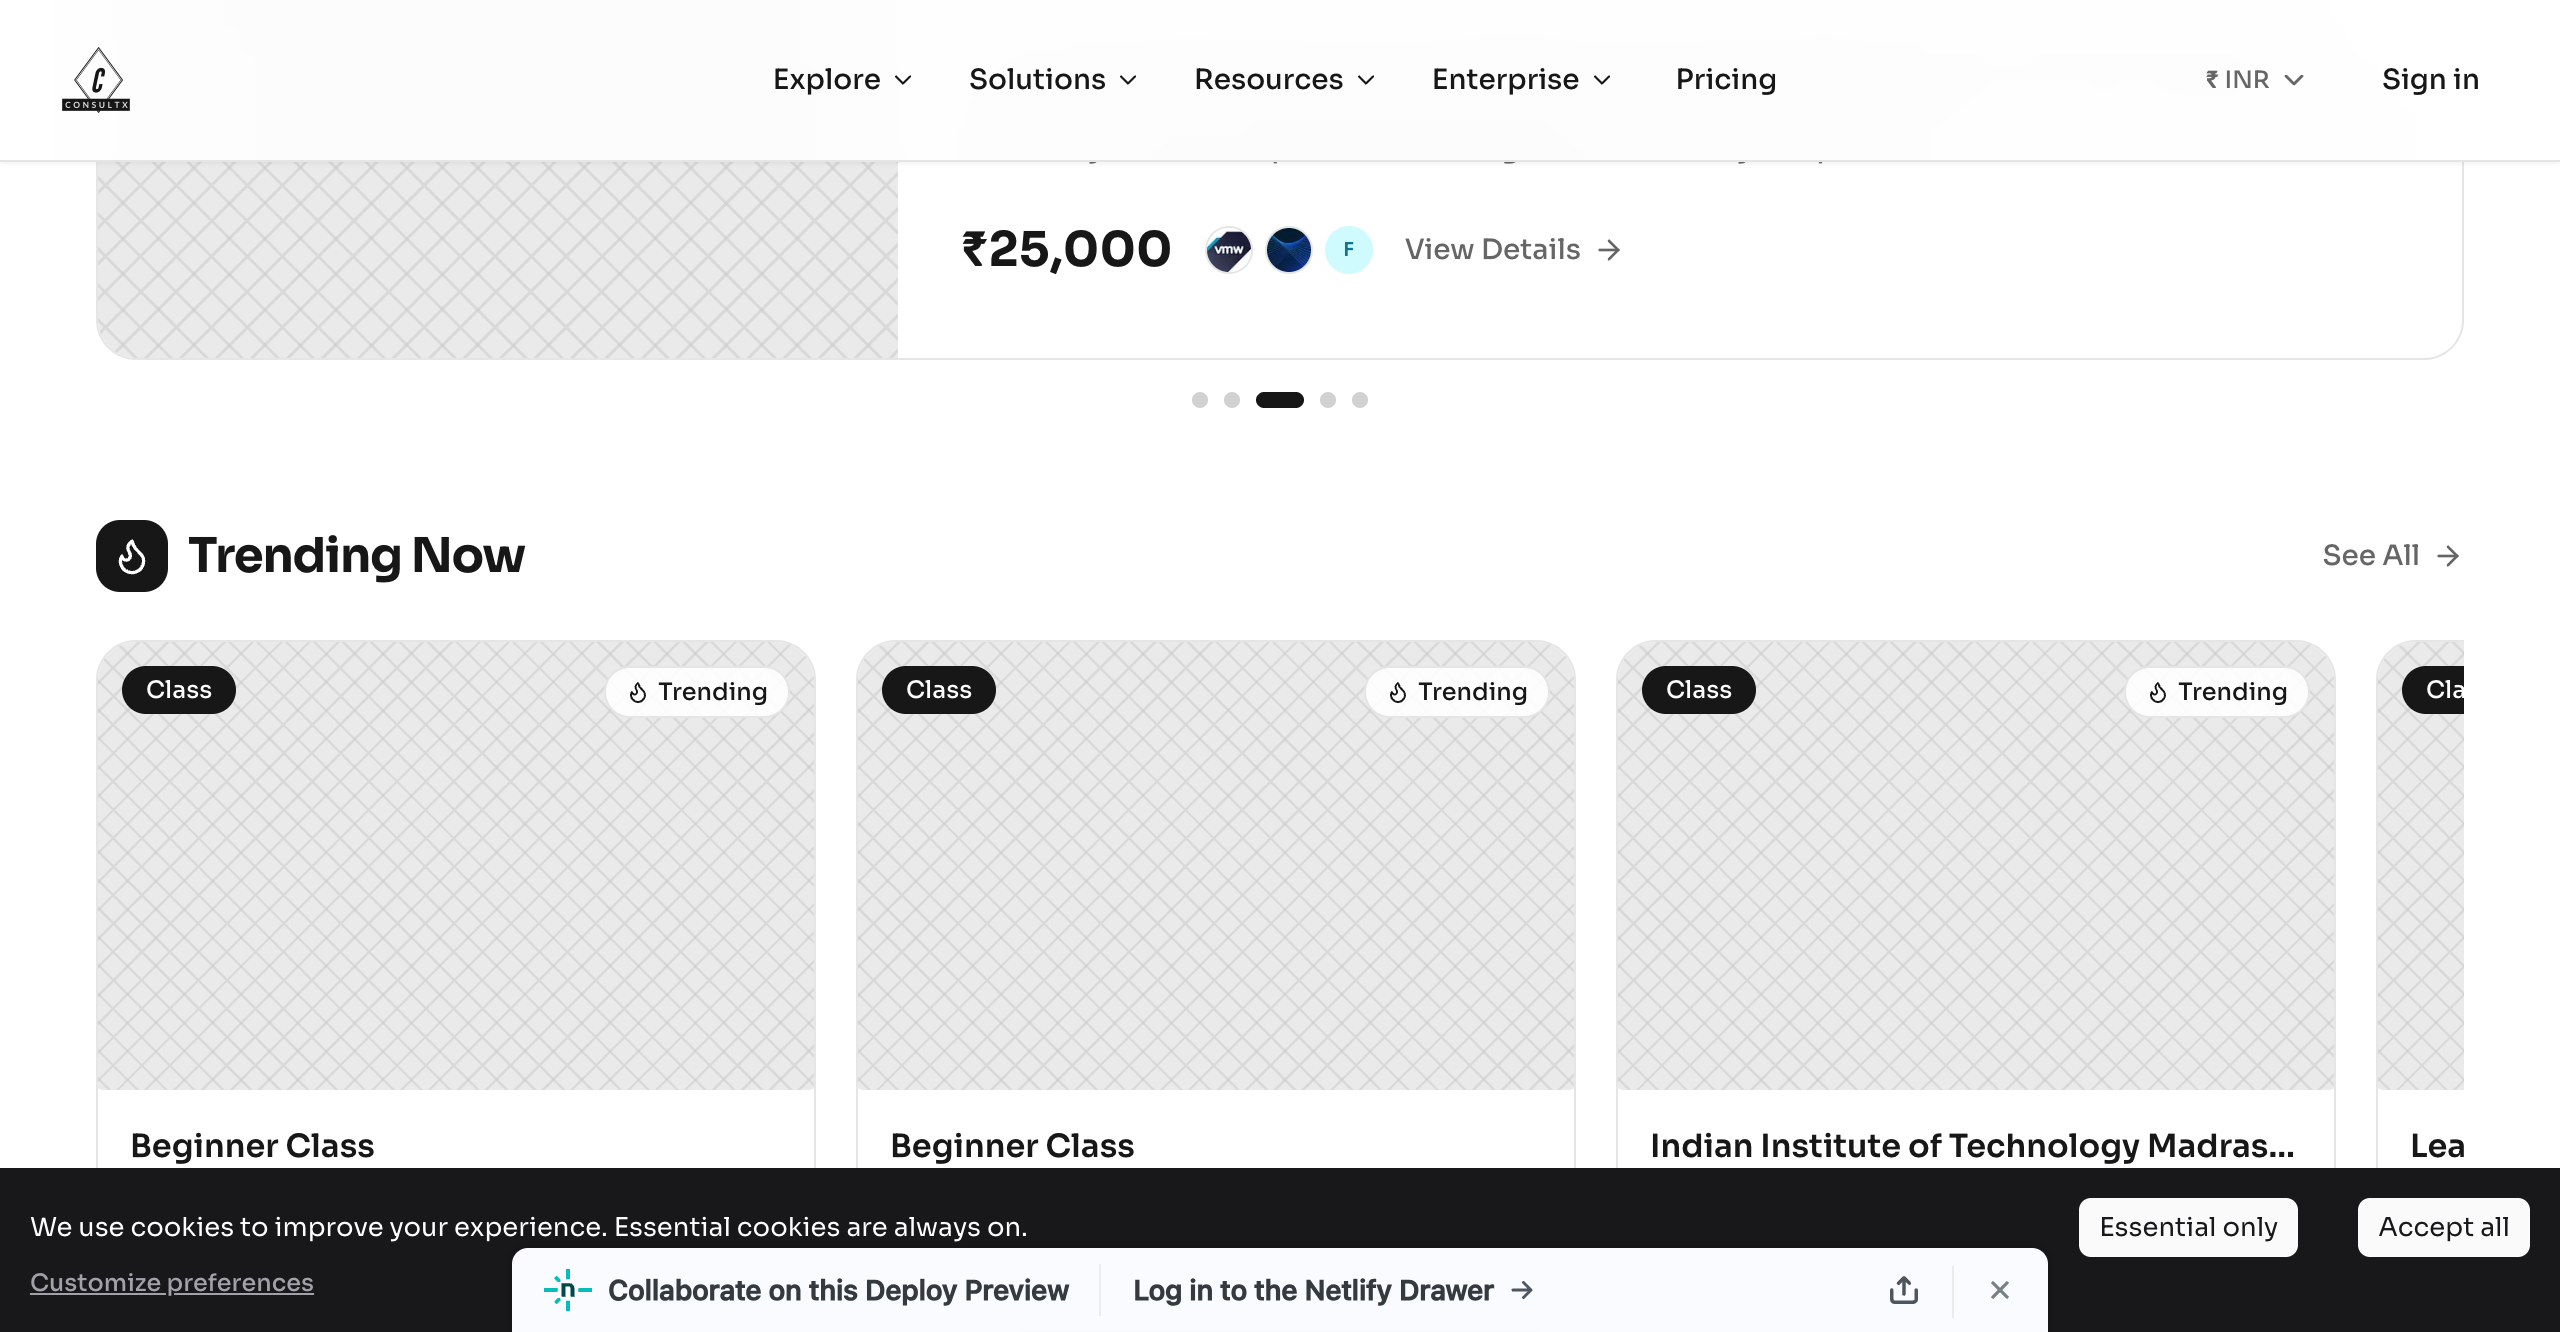 C
CONSULTX
Explore
Solutions
Resources
Enterprise
Pricing
₹ INR
Sign in
₹25,000
vmw
F
View Details
Trending Now
See All
Class
Trending
Class
Trending
Class
Trending
Cla
Beginner Class
Beginner Class
Indian Institute of Technology Madras...
Lea
We use cookies to improve your experience. Essential cookies are always on.
Essential only
Accept all
Customize preferences
n
Collaborate on this Deploy Preview
Log in to the Netlify Drawer